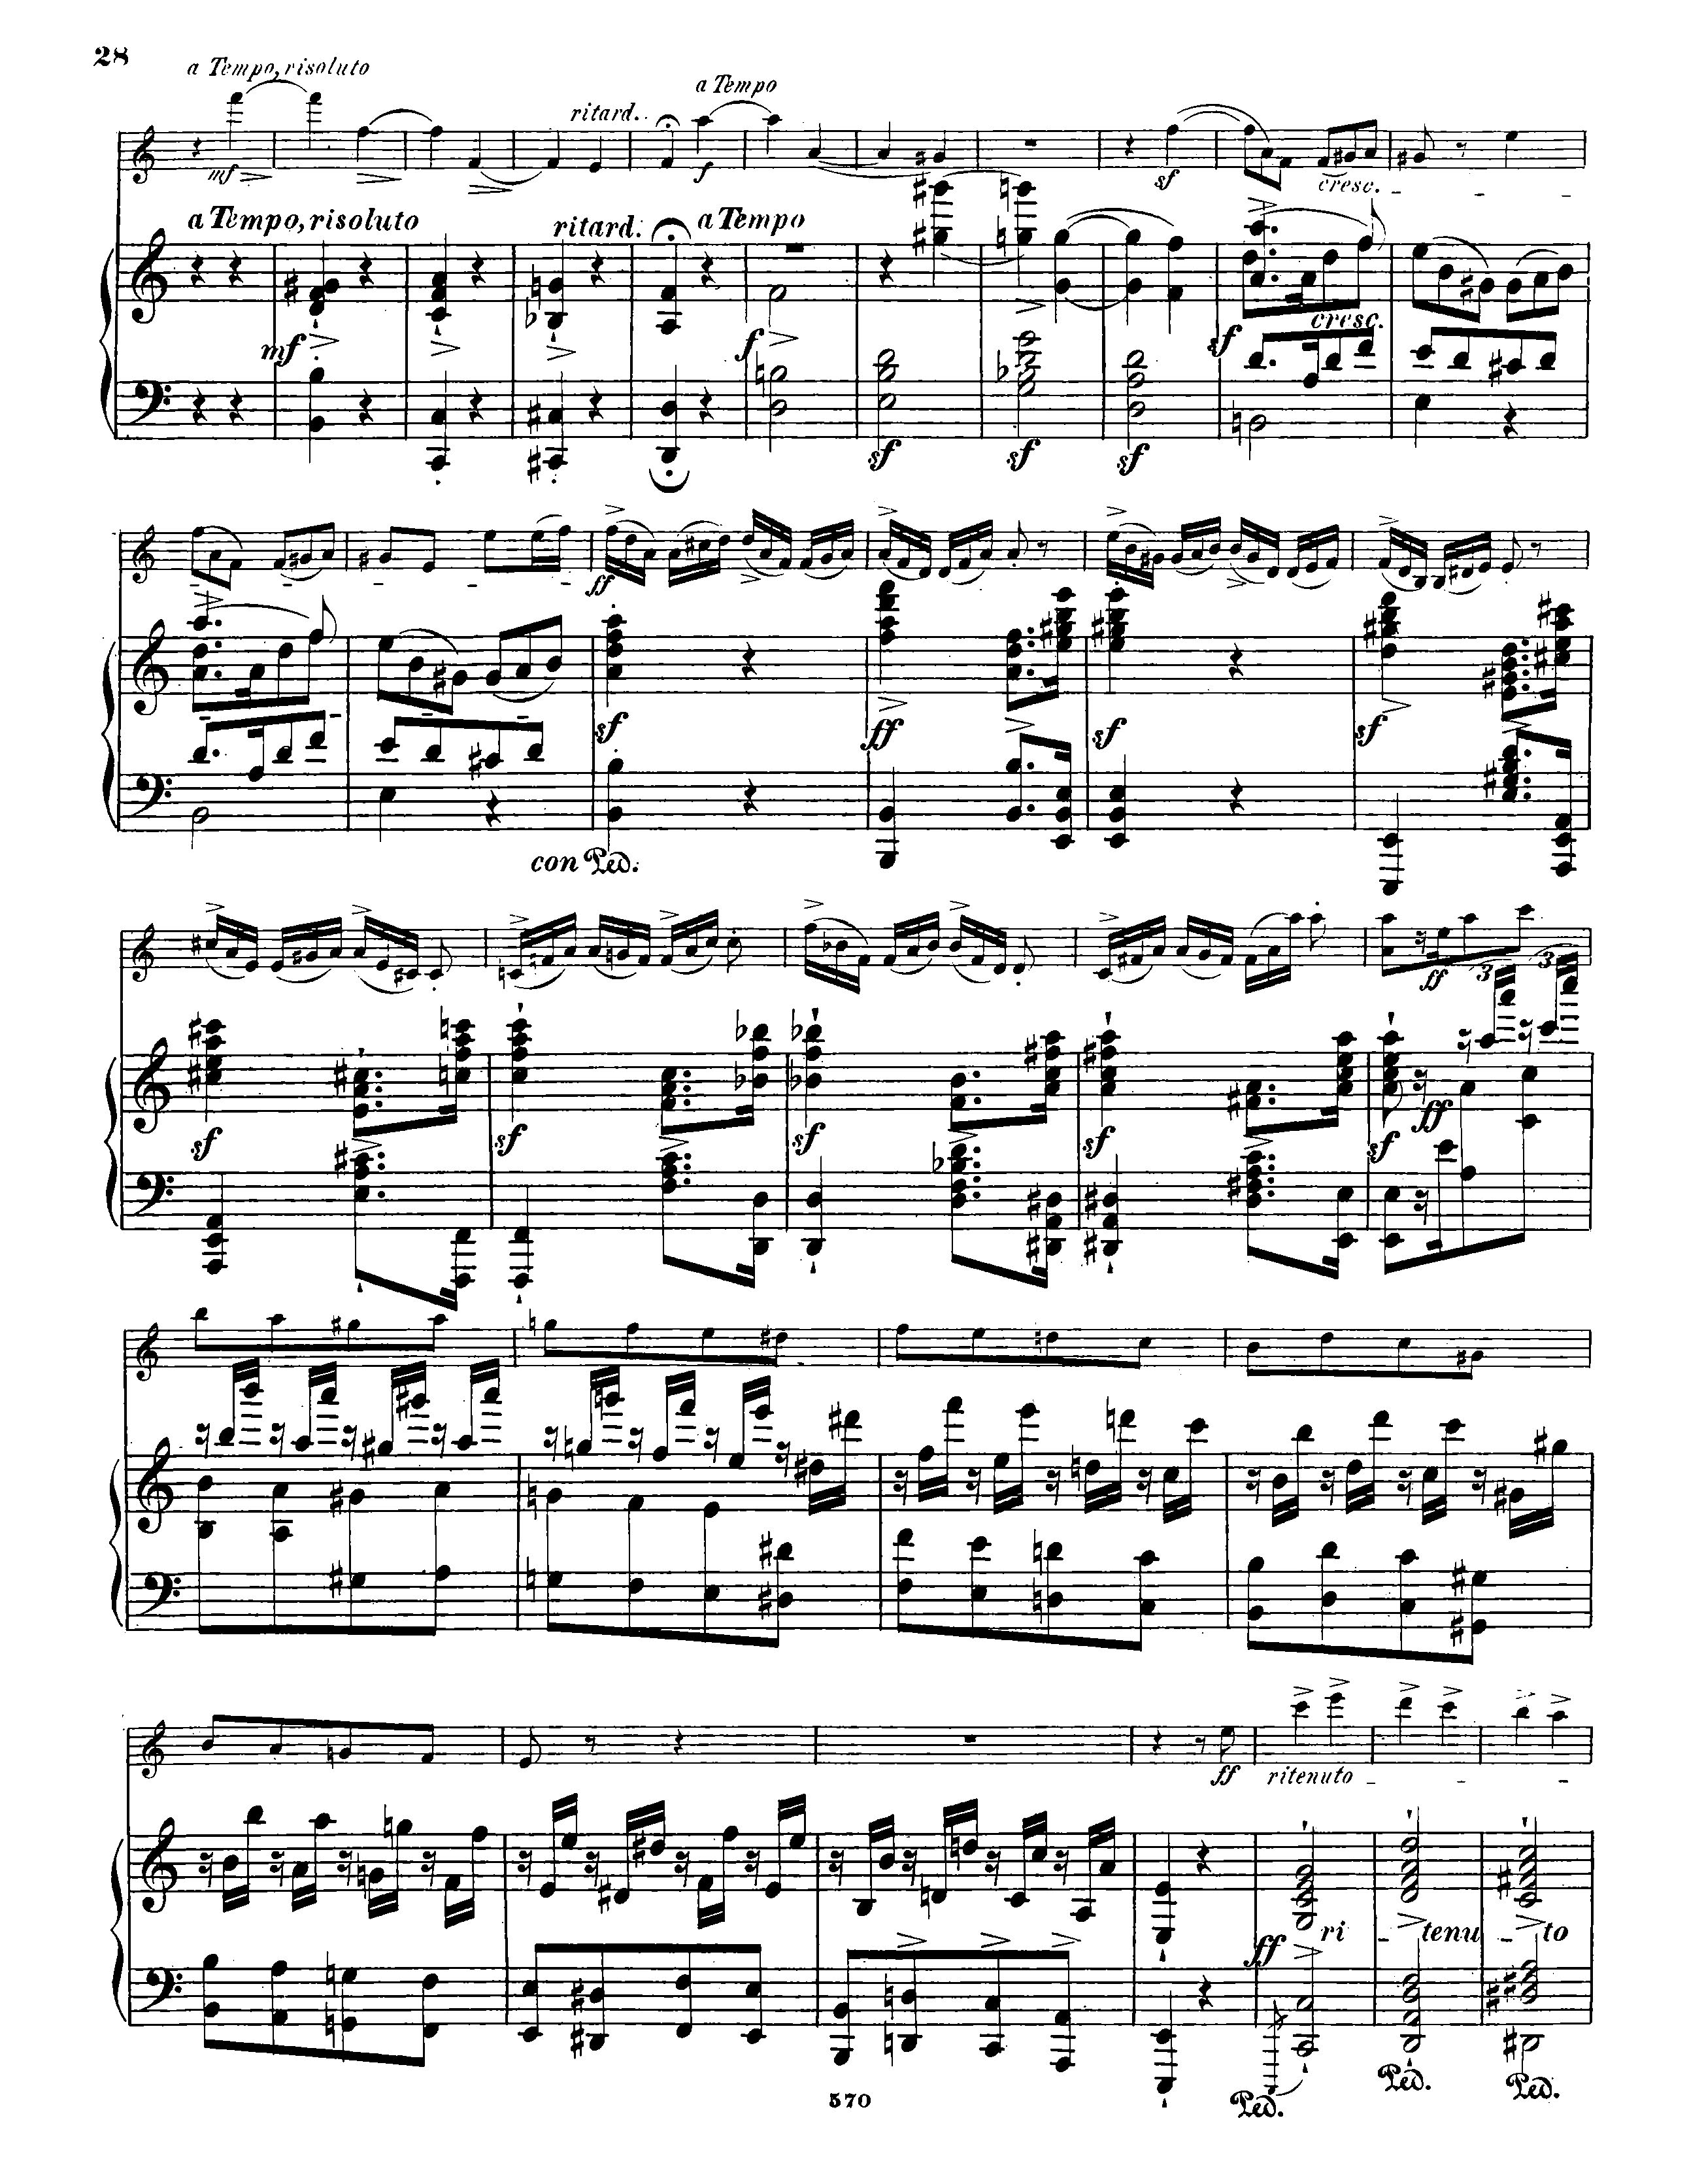 28
a Tempo, risoluto
ritard.
a Tempo
mf
f
sf
cresc.
a Tempo, risoluto
ritard.
a Tempo
mf
f
sf
cresc.
sf
sf
sf
ff
sf
ff
sf
sf
con Ped.
ff
3
3
sf
sf
sf
sf
sf
ff
ff
ritenuto
ff
ri - tenu - to
Ped.
Ped.
Ped.
570